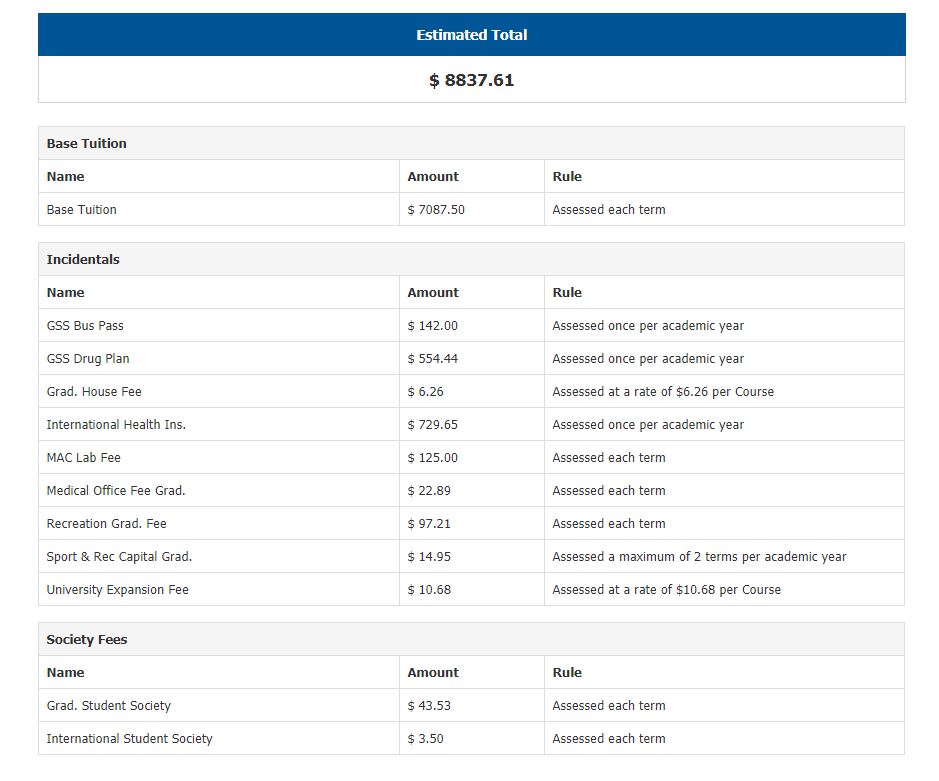 Estimated Total
$ 8837.61
Base Tuition
Name Amount Rule
Base Tuition $ 7087.50 Assessed each term
Incidentals
Name Amount Rule
GSS Bus Pass $ 142.00 Assessed once per academic year
GSS Drug Plan $ 554.44 Assessed once per academic year
Grad. House Fee $ 6.26 Assessed at a rate of $6.26 per Course
International Health Ins. $ 729.65 Assessed once per academic year
MAC Lab Fee $ 125.00 Assessed each term
Medical Office Fee Grad. $ 22.89 Assessed each term
Recreation Grad. Fee $ 97.21 Assessed each term
Sport & Rec Capital Grad. $ 14.95 Assessed a maximum of 2 terms per academic year
University Expansion Fee $ 10.68 Assessed at a rate of $10.68 per Course
Society Fees
Name Amount Rule
Grad. Student Society $ 43.53 Assessed each term
International Student Society $ 3.50 Assessed each term